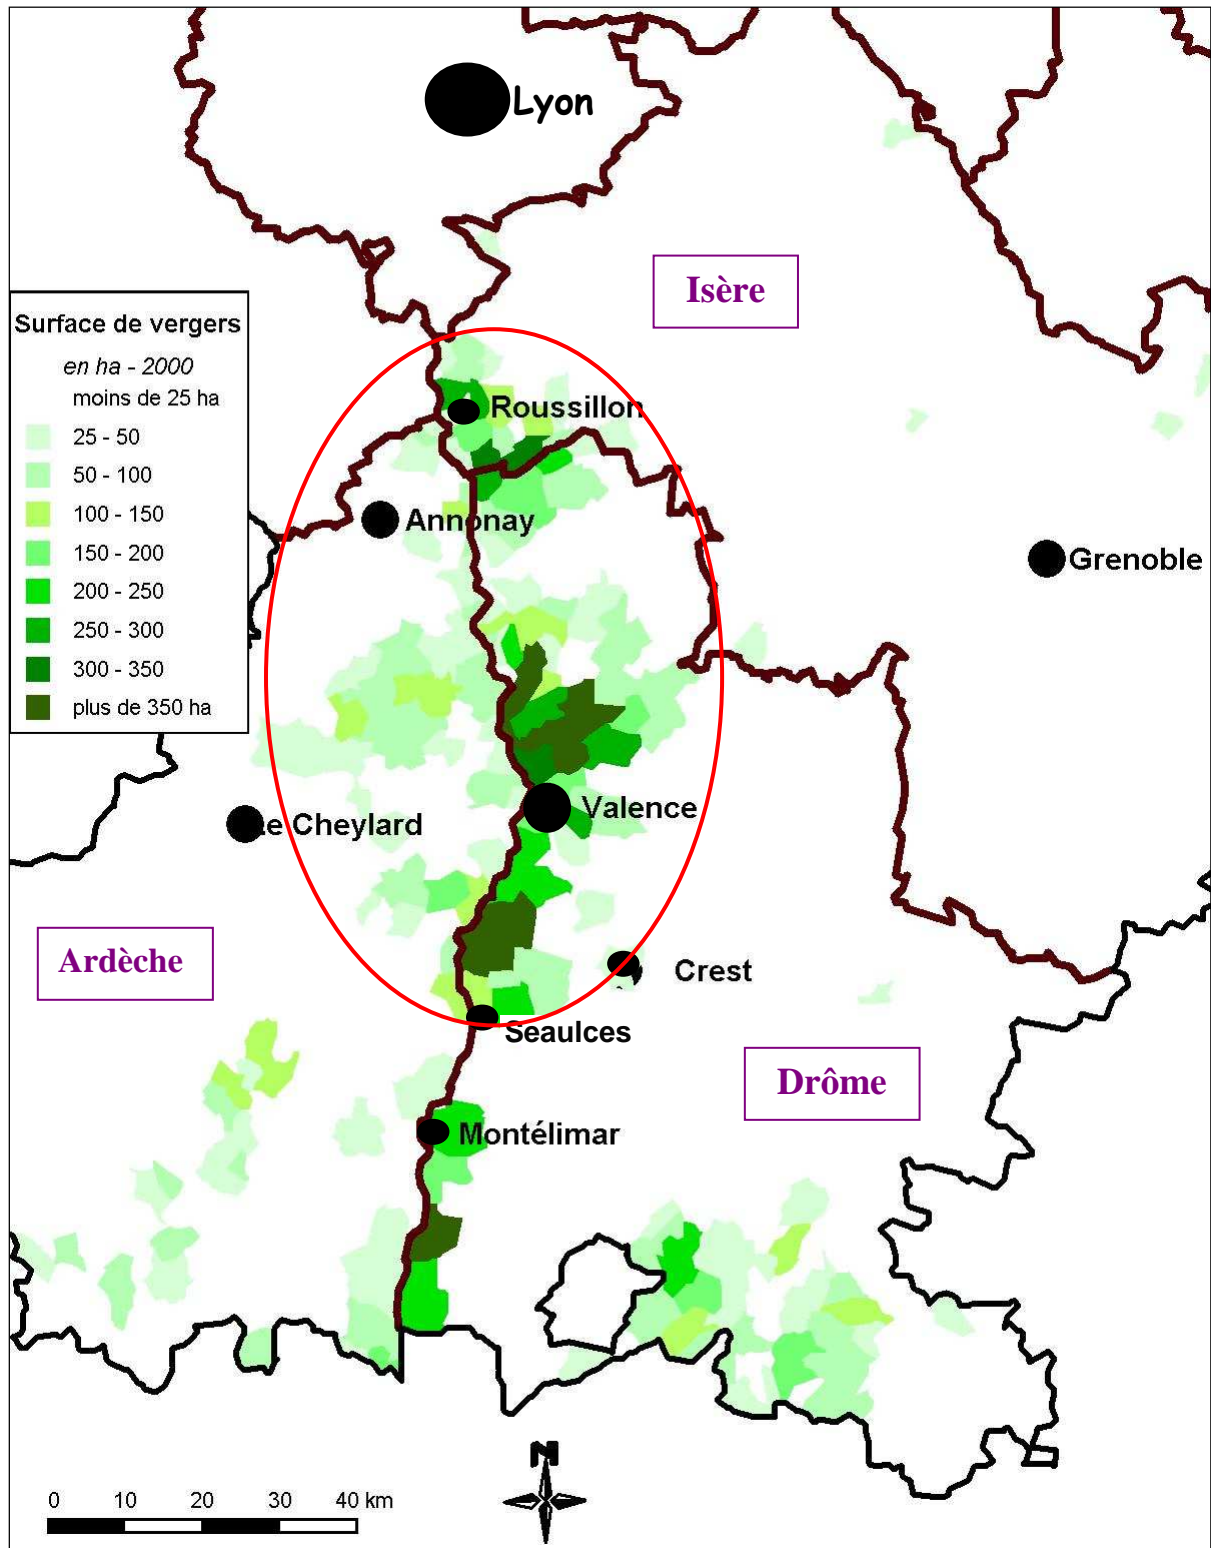 Lyon
Isère
Surface de vergers
en ha - 2000
moins de 25 ha
25 - 50
50 - 100
100 - 150
150 - 200
200 - 250
250 - 300
300 - 350
plus de 350 ha
Roussillon
Annonay
Grenoble
Valence
Le Cheylard
Ardèche
Crest
Seaulces
Drôme
Montélimar
N
0 10 20 30 40 km